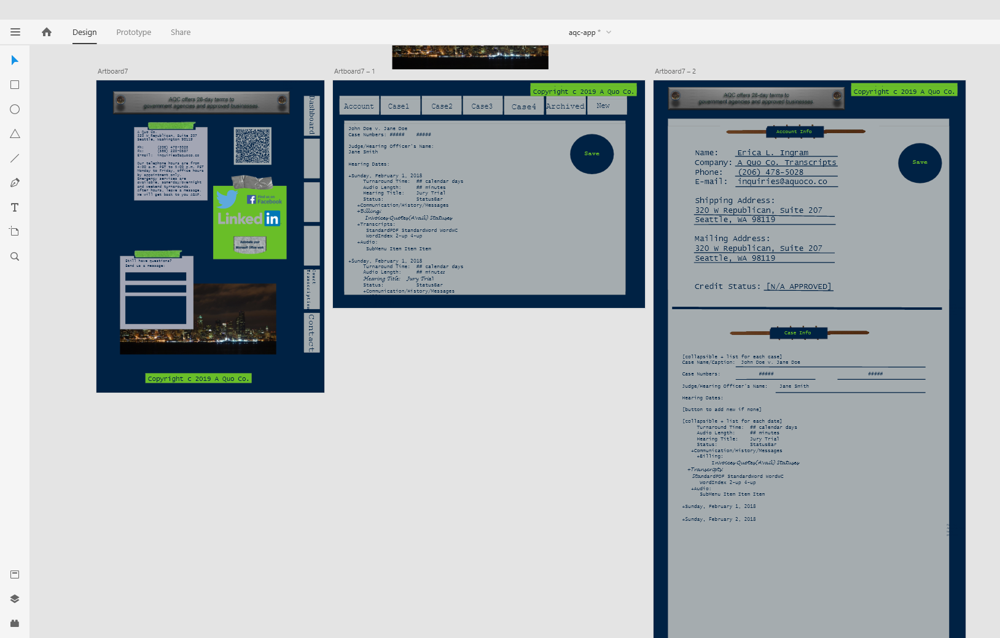 Design
Prototype
Share
aqc-app *
Artboard7
AQC offers 28-day terms to
government agencies and approved businesses
Dashboard
A Quo Co.
320 W Republican, Suite 207
Seattle, Washington 98119
Ph: (206) 478-5028
Fx: (866) 220-0887
E-mail: inquiries@aquoco.co
Our telephone hours are from
4:00 a.m. PST to 5:00 p.m. PST
Monday to Friday, office hours
by appointment only.
Emergency services are
available, sameday/overnight
and weekend turnarounds.
After hours, leave a message.
We will get back to you ASAP.
Find us on
Facebook
Linked in
Automate your
Microsoft Office work
Still have questions?
Send us a message:
Court Transcription
Contact
Copyright c 2019 A Quo Co.
Artboard7 – 1
Copyright c 2019 A Quo Co.
Account
Case1
Case2
Case3
Case4
Archived
New
John Doe v. Jane Doe
Case Numbers: ##### #####
Judge/Hearing Officer's Name:
Jane Smith
Hearing Dates:
+Sunday, February 1, 2018
Turnaround Time: ## calendar days
Audio Length: ## minutes
Hearing Title: Jury Trial
Status: StatusBar
+Communication/History/Messages
+Billing:
Invoices Quotes(Avail) Statuses
+Transcripts:
StandardPDF StandardWord WordWC
WordIndex 2-up 4-up
+Audio:
SubMenu Item Item Item
+Sunday, February 1, 2018
Turnaround Time: ## calendar days
Audio Length: ## minutes
Hearing Title: Jury Trial
Status: StatusBar
+Communication/History/Messages
Save
Artboard7 – 2
AQC offers 28-day terms to
government agencies and approved businesses
Copyright c 2019 A Quo Co.
Account Info
Name: Erica L. Ingram
Company: A Quo Co. Transcripts
Phone: (206) 478-5028
E-mail: inquiries@aquoco.co
Save
Shipping Address:
320 W Republican, Suite 207
Seattle, WA 98119
Mailing Address:
320 W Republican, Suite 207
Seattle, WA 98119
Credit Status: [N/A APPROVED]
Case Info
[collapsible + list for each case]
Case Name/Caption: John Doe v. Jane Doe
Case Numbers: ##### #####
Judge/Hearing Officer's Name: Jane Smith
Hearing Dates:
[button to add new if none]
[collapsible + list for each date]
Turnaround Time: ## calendar days
Audio Length: ## minutes
Hearing Title: Jury Trial
Status: StatusBar
+Communication/History/Messages
+Billing:
Invoices Quotes(Avail) Statuses
+Transcripts:
StandardPDF StandardWord WordWC
WordIndex 2-up 4-up
+Audio:
SubMenu Item Item Item
+Sunday, February 1, 2018
+Sunday, February 2, 2018